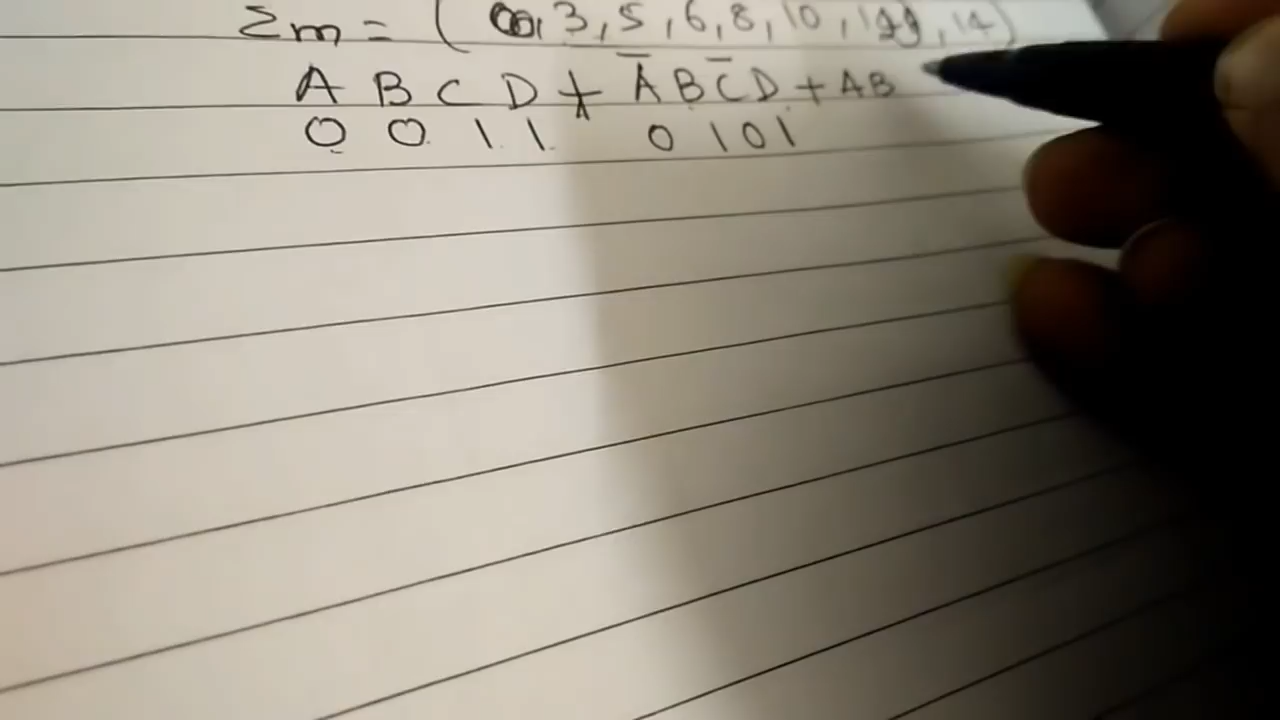 Σm = ( 3, 5, 6, 8, 10, , 14)
A B C D + A̅ B C̅ D + A B
0 0 1 1 0 1 0 1